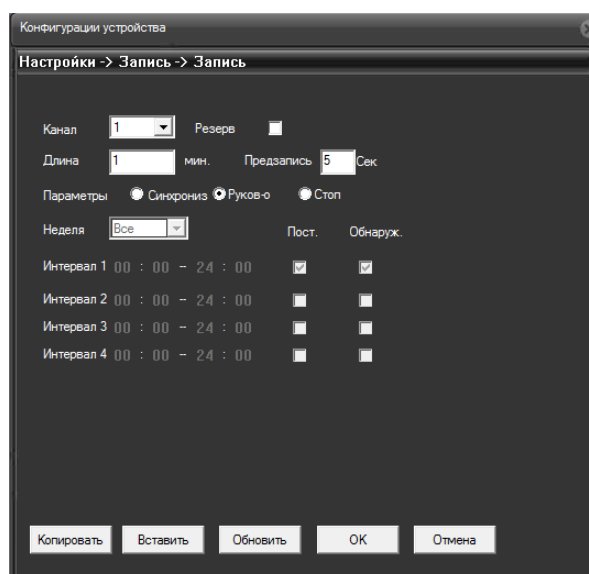 Конфигурации устройства
Настройки -> Запись -> Запись
Канал 1 Резерв
Длина 1 мин. Предзапись 5 Сек
Параметры Синхрониз Руков-о Стоп
Неделя Все Пост. Обнаруж.
Интервал 1 00 : 00 - 24 : 00
Интервал 2 00 : 00 - 24 : 00
Интервал 3 00 : 00 - 24 : 00
Интервал 4 00 : 00 - 24 : 00
Копировать Вставить Обновить OK Отмена